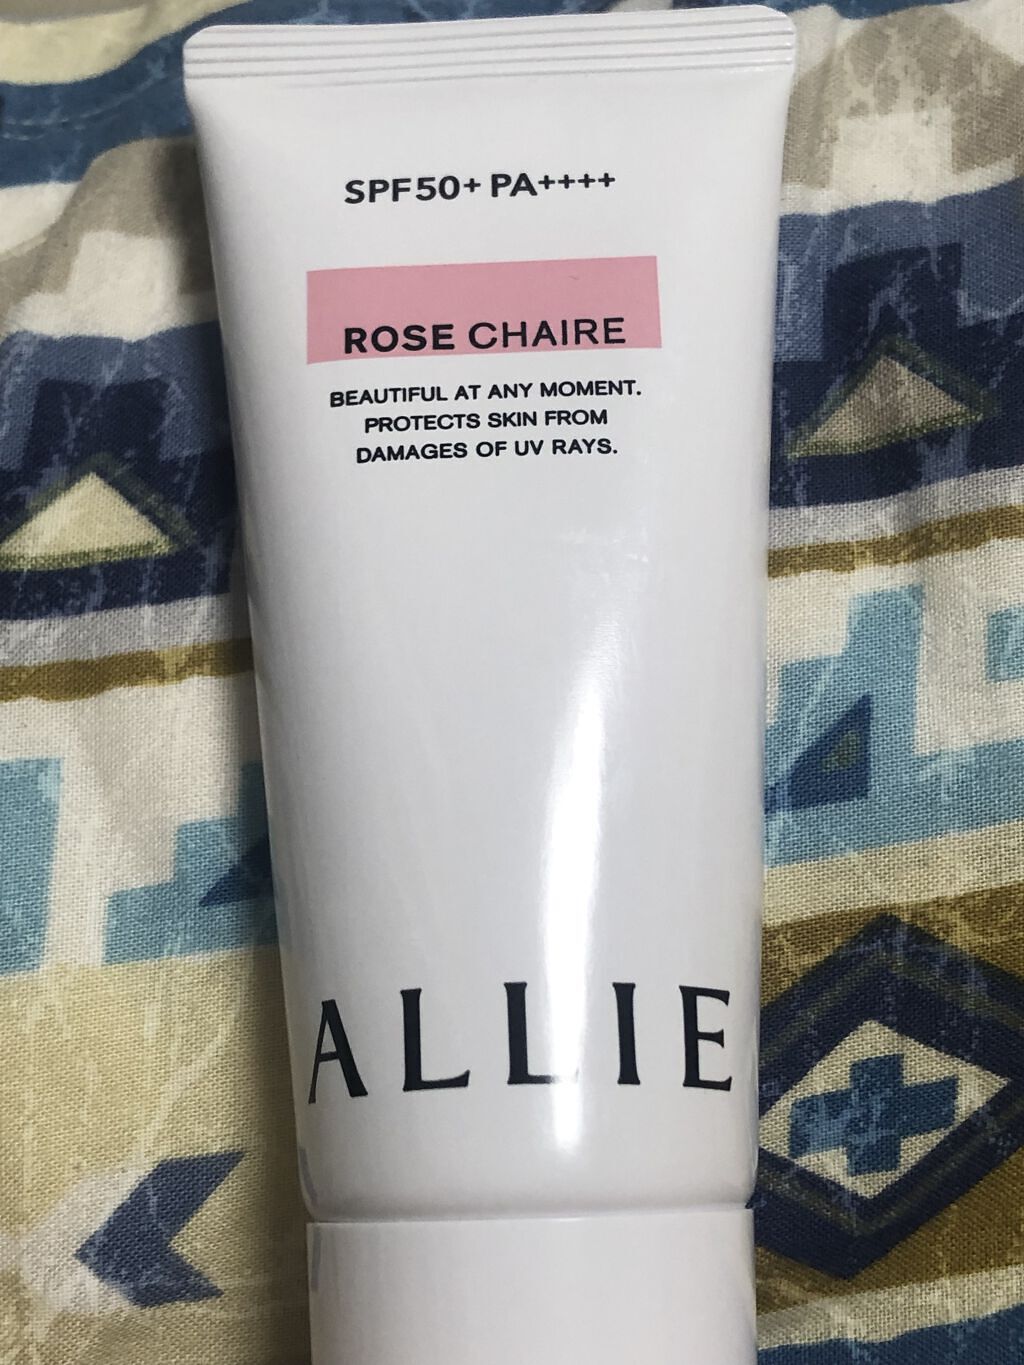 SPF50+ PA++++
ROSE CHAIRE
BEAUTIFUL AT ANY MOMENT.
PROTECTS SKIN FROM
DAMAGES OF UV RAYS.
ALLIE